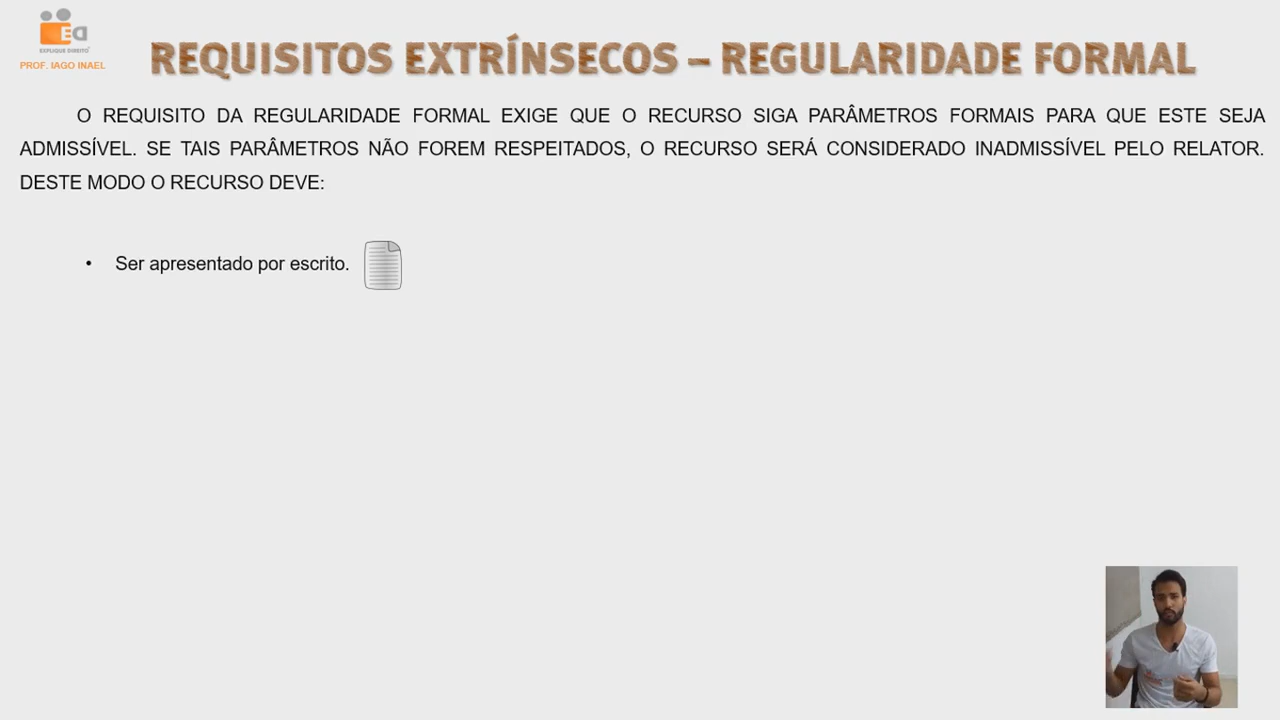 ED
EXPLIQUE DIREITO
PROF. IAGO INAEL
REQUISITOS EXTRÍNSECOS – REGULARIDADE FORMAL
O REQUISITO DA REGULARIDADE FORMAL EXIGE QUE O RECURSO SIGA PARÂMETROS FORMAIS PARA QUE ESTE SEJA
ADMISSÍVEL. SE TAIS PARÂMETROS NÃO FOREM RESPEITADOS, O RECURSO SERÁ CONSIDERADO INADMISSÍVEL PELO RELATOR.
DESTE MODO O RECURSO DEVE:
• Ser apresentado por escrito.